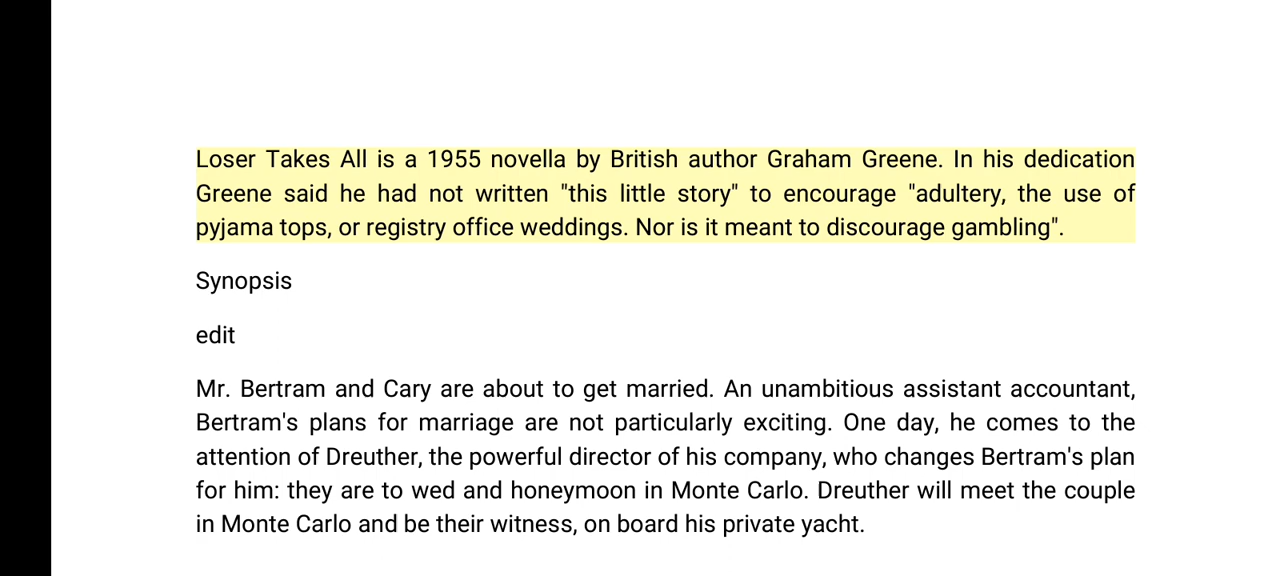 Loser Takes All is a 1955 novella by British author Graham Greene. In his dedication
Greene said he had not written "this little story" to encourage "adultery, the use of
pyjama tops, or registry office weddings. Nor is it meant to discourage gambling".
Synopsis
edit
Mr. Bertram and Cary are about to get married. An unambitious assistant accountant,
Bertram's plans for marriage are not particularly exciting. One day, he comes to the
attention of Dreuther, the powerful director of his company, who changes Bertram's plan
for him: they are to wed and honeymoon in Monte Carlo. Dreuther will meet the couple
in Monte Carlo and be their witness, on board his private yacht.